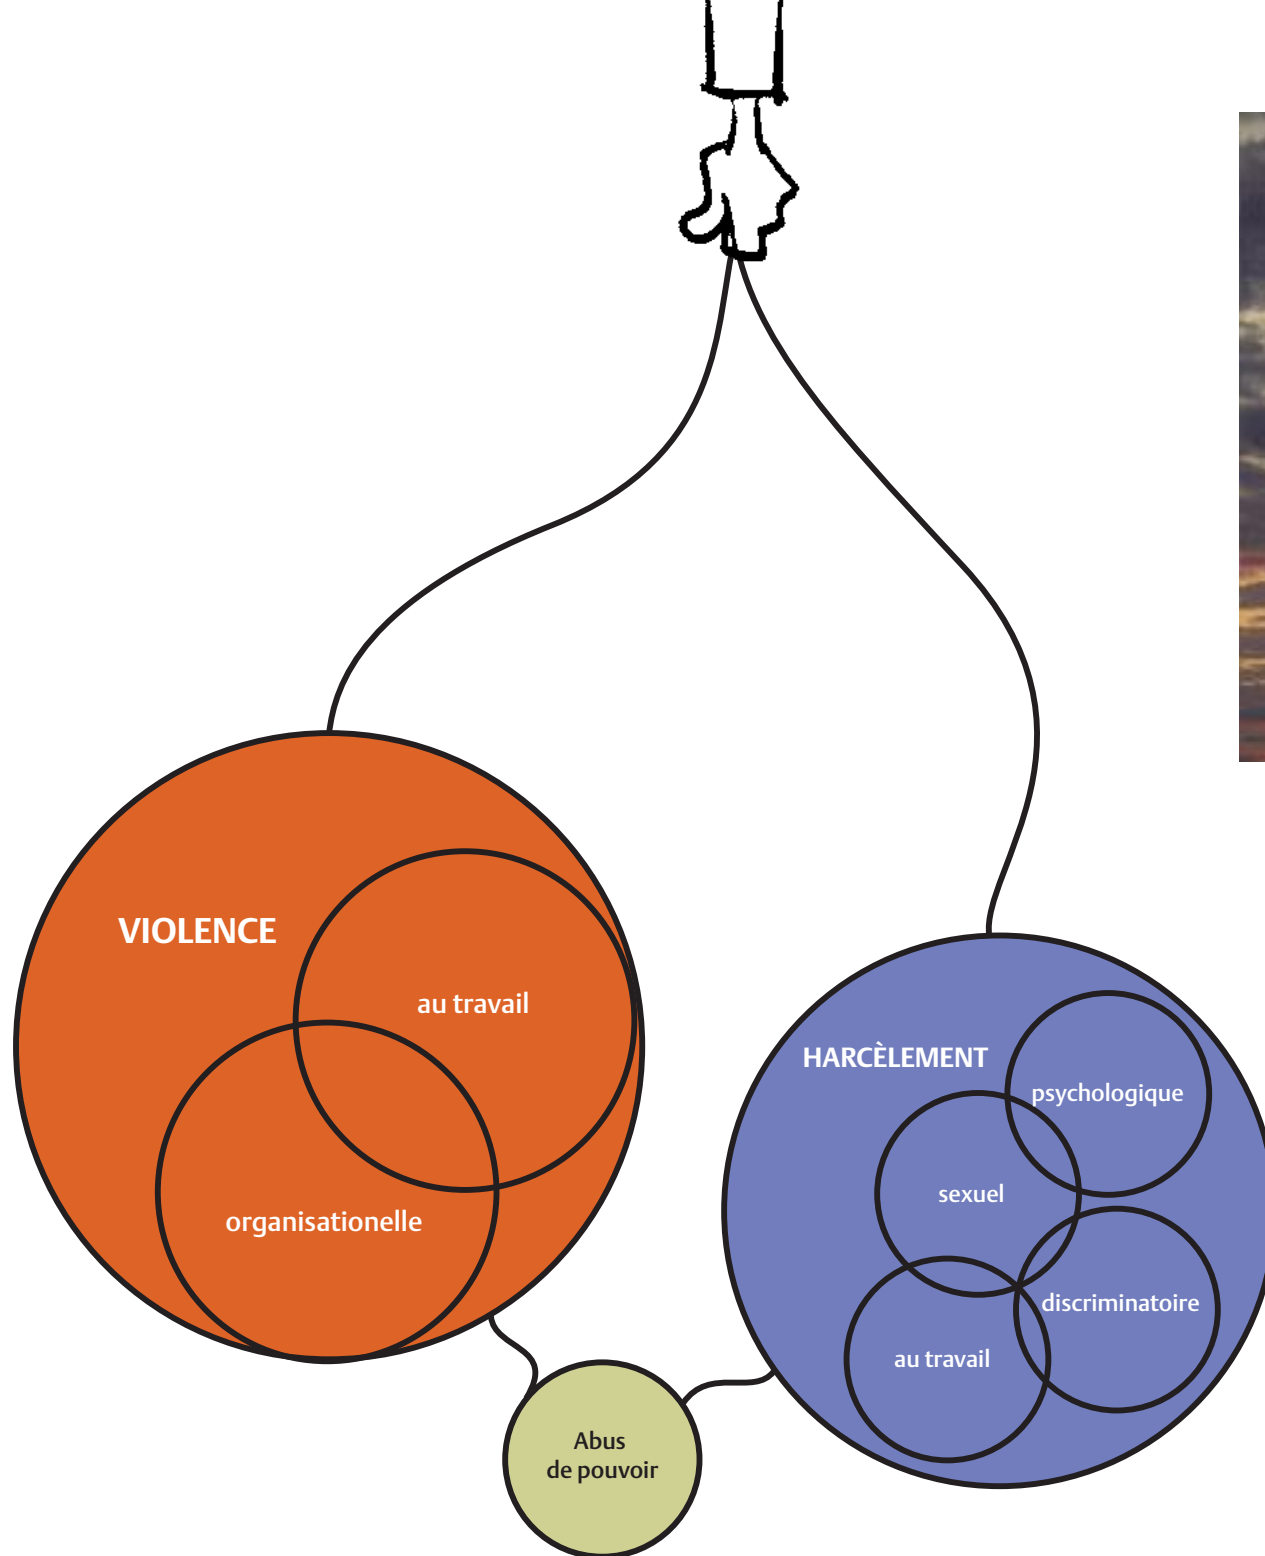 VIOLENCE
au travail
organisationelle
HARCÈLEMENT
psychologique
sexuel
discriminatoire
au travail
Abus
de pouvoir